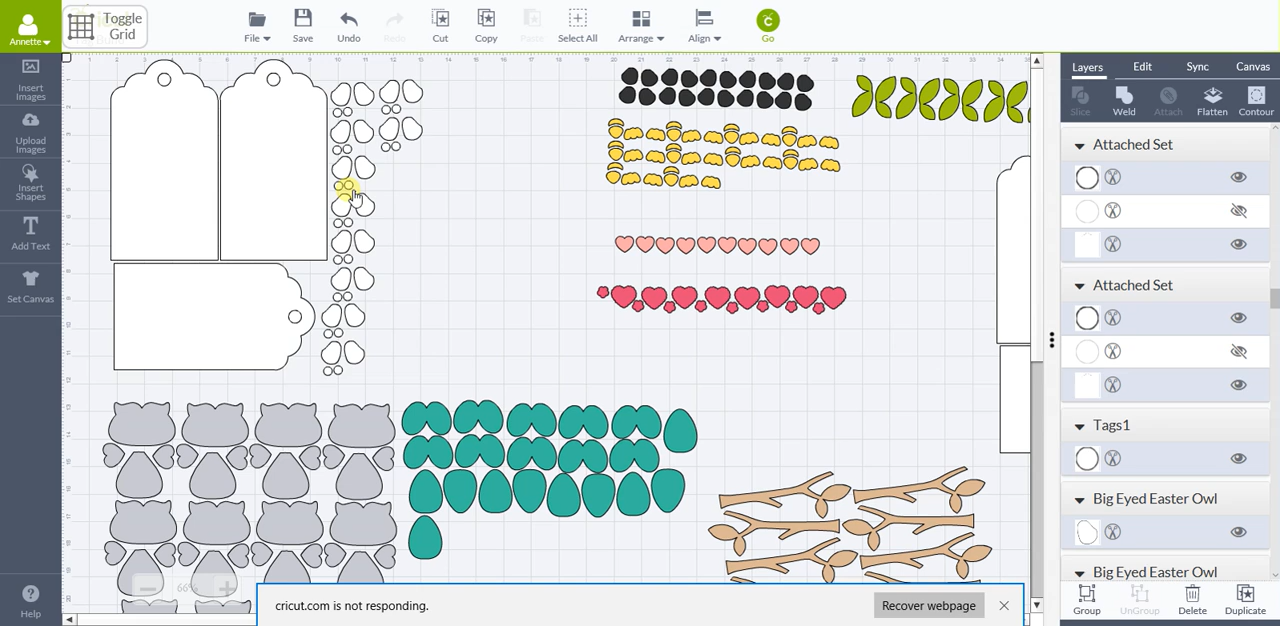 Annette
Toggle
Grid
File
Save
Undo
Redo
Cut
Copy
Paste
Select All
Arrange
Align
Go
Insert
Images
Upload
Images
Insert
Shapes
Add Text
Set Canvas
Help
Layers
Edit
Sync
Canvas
Slice
Weld
Attach
Flatten
Contour
Attached Set
Attached Set
Tags1
Big Eyed Easter Owl
Big Eyed Easter Owl
Group
UnGroup
Delete
Duplicate
66%
cricut.com is not responding.
Recover webpage